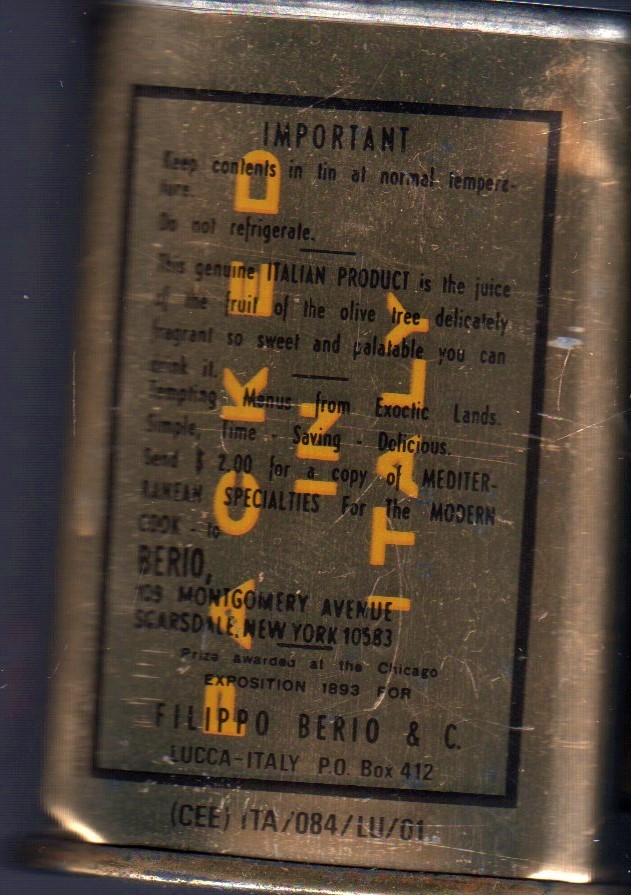 IMPORTANT
Keep contents in tin at normal tempera-
ture.
Do not refrigerate.
This genuine ITALIAN PRODUCT is the juice
of the fruit of the olive tree delicately
fragrant so sweet and palatable you can
drink it.
Tempting Menus from Exoctic Lands.
Simple, Time - Saving - Delicious.
Send $ 2.00 for a copy of MEDITER-
RANEAN SPECIALTIES For The MODERN
COOK - to
BERIO,
109 MONTGOMERY AVENUE
SCARSDALE, NEW YORK 10583
Prize awarded at the Chicago
EXPOSITION 1893 FOR
FILIPPO BERIO & C.
LUCCA-ITALY P.O. Box 412
(CEE) ITA/084/LU/01
PACKED
IN
ITALY